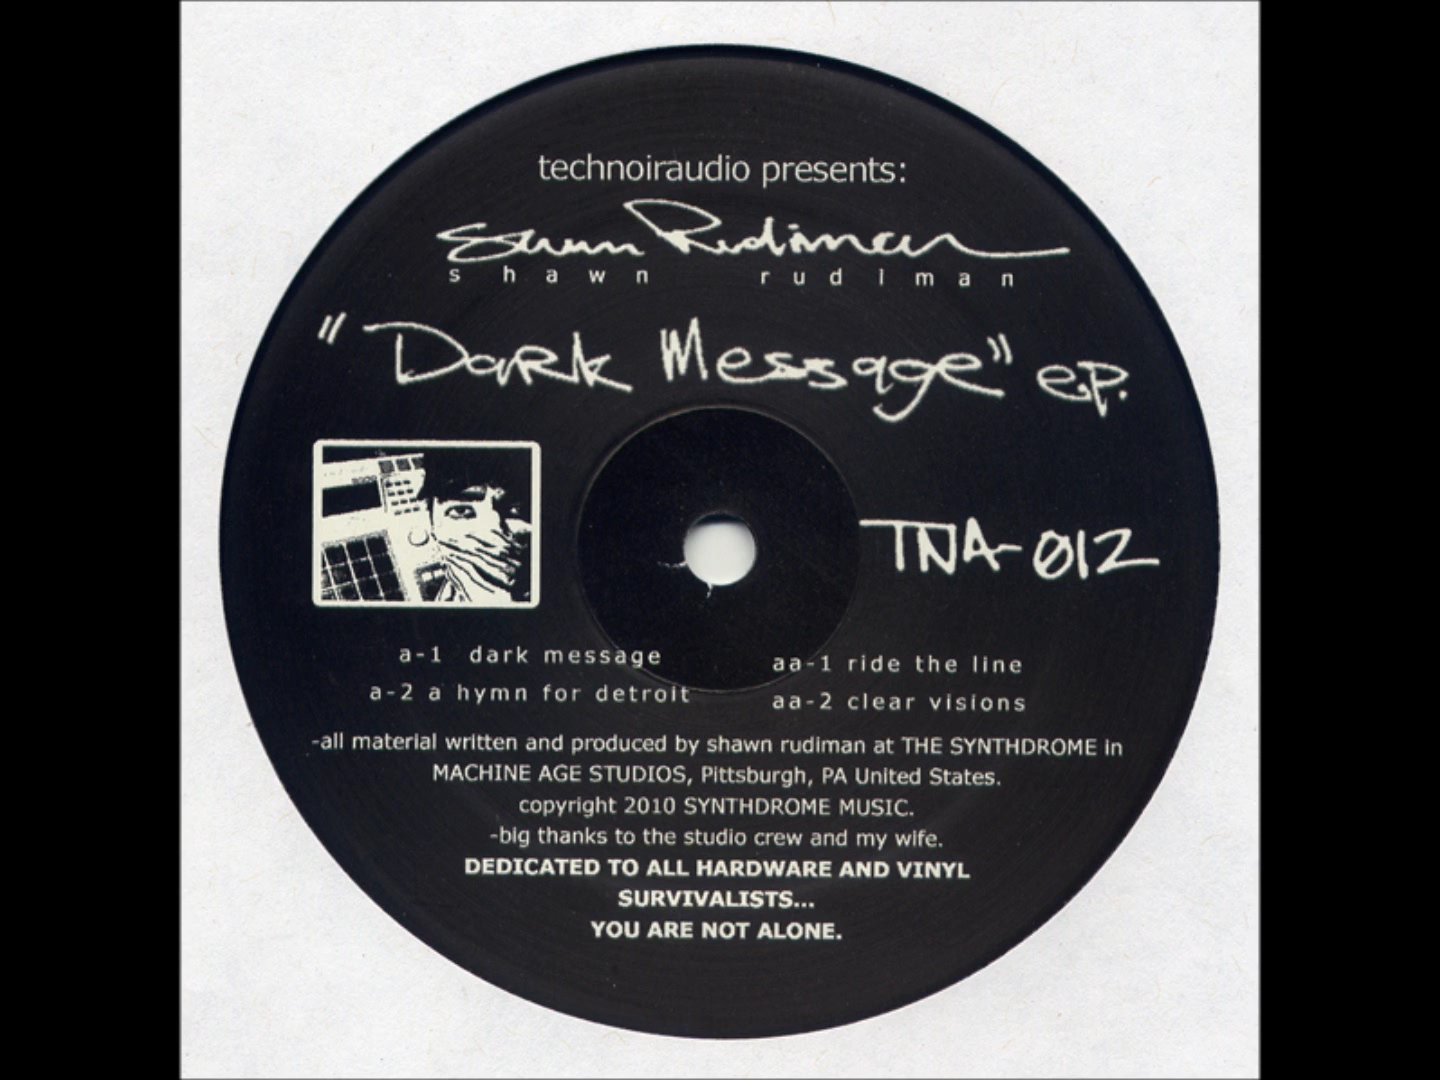 technoiraudio presents:
Shawn Rudiman
shawn rudiman
"Dark Message" e.p.
TNA-012
a-1 dark message
a-2 a hymn for detroit
aa-1 ride the line
aa-2 clear visions
-all material written and produced by shawn rudiman at THE SYNTHDROME in
MACHINE AGE STUDIOS, Pittsburgh, PA United States.
copyright 2010 SYNTHDROME MUSIC.
-big thanks to the studio crew and my wife.
DEDICATED TO ALL HARDWARE AND VINYL
SURVIVALISTS...
YOU ARE NOT ALONE.